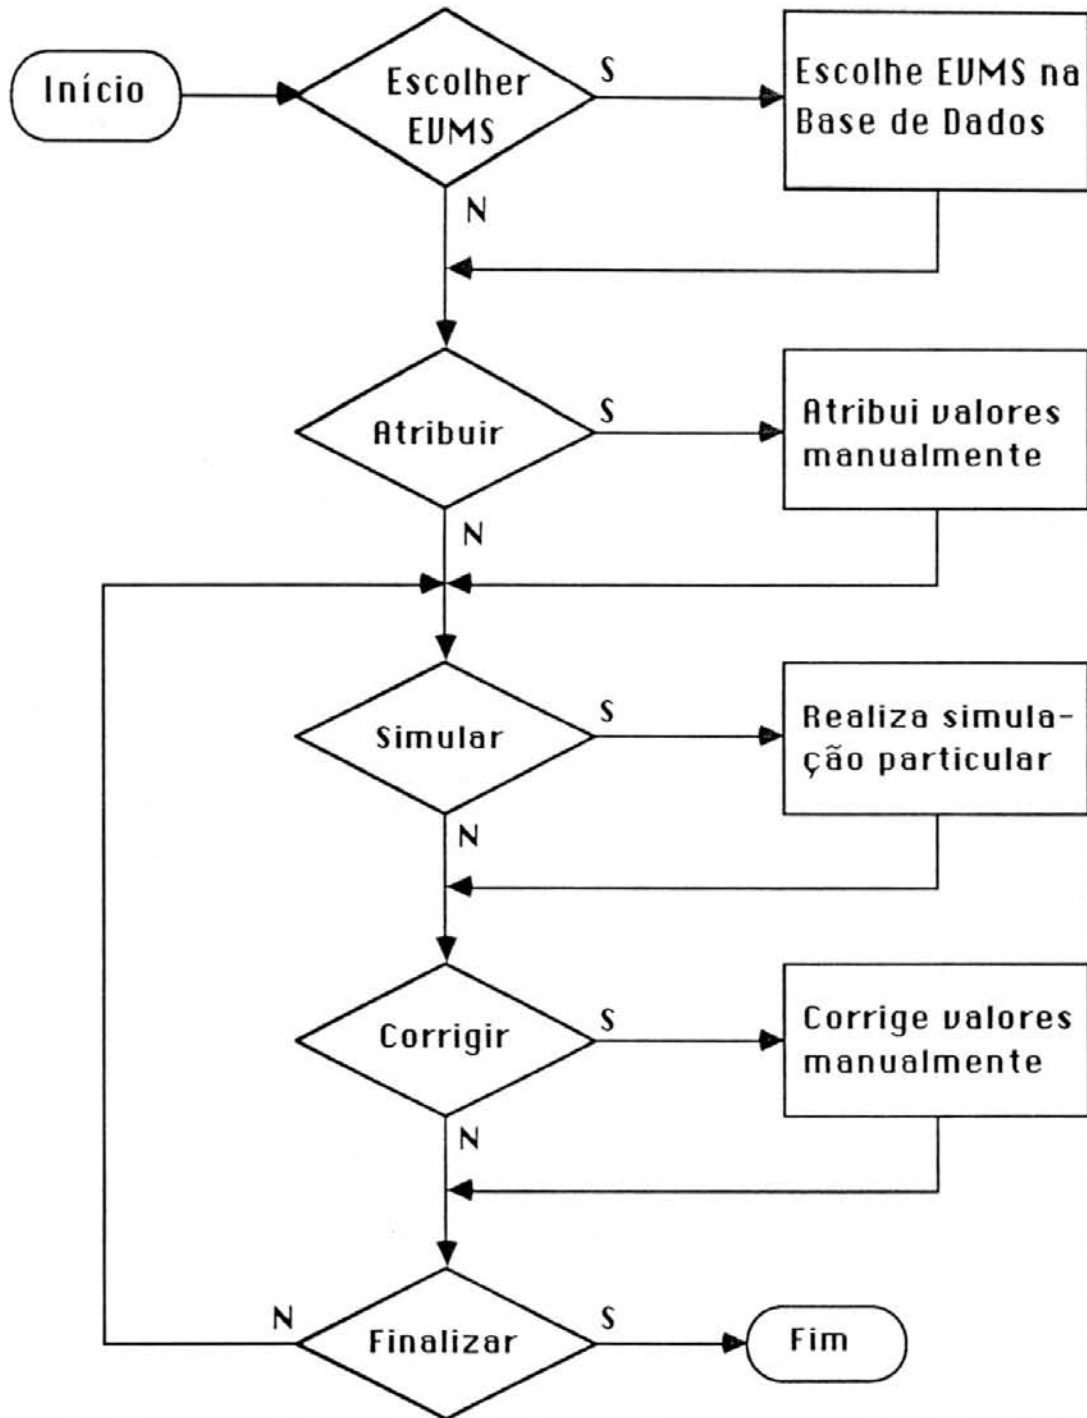 Início
Escolher
EVMS
S
Escolhe EVMS na
Base de Dados
N
Atribuir
S
Atribui valores
manualmente
N
Simular
S
Realiza simula-
ção particular
N
Corrigir
S
Corrige valores
manualmente
N
N
Finalizar
S
Fim